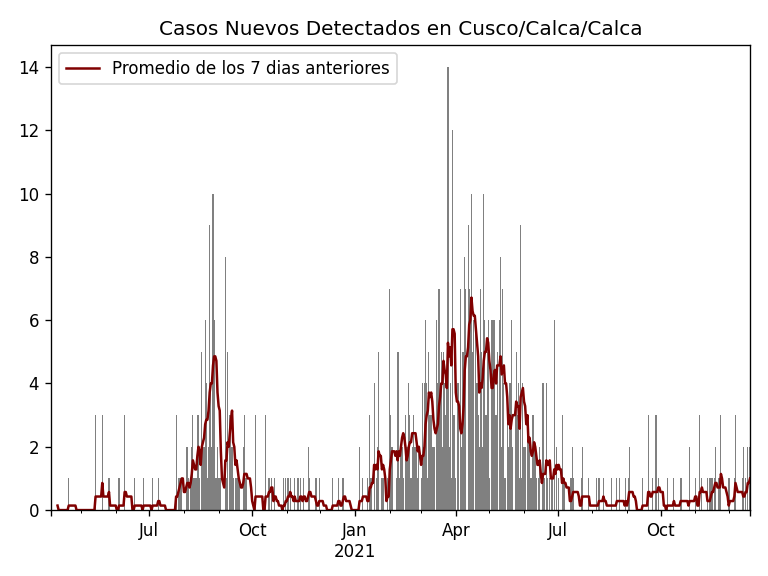 Casos Nuevos Detectados en Cusco/Calca/Calca
Promedio de los 7 dias anteriores
14
12
10
8
6
4
2
0
Jul
Oct
Jan
2021
Apr
Jul
Oct